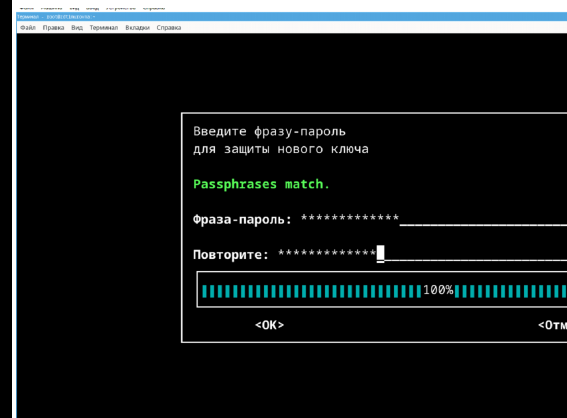 Файл Правка Вид Терминал Вкладки Справка
Введите фразу-пароль
для защиты нового ключа
Passphrases match.
Фраза-пароль: *************
Повторите: *************
100%
<OK> <Отм